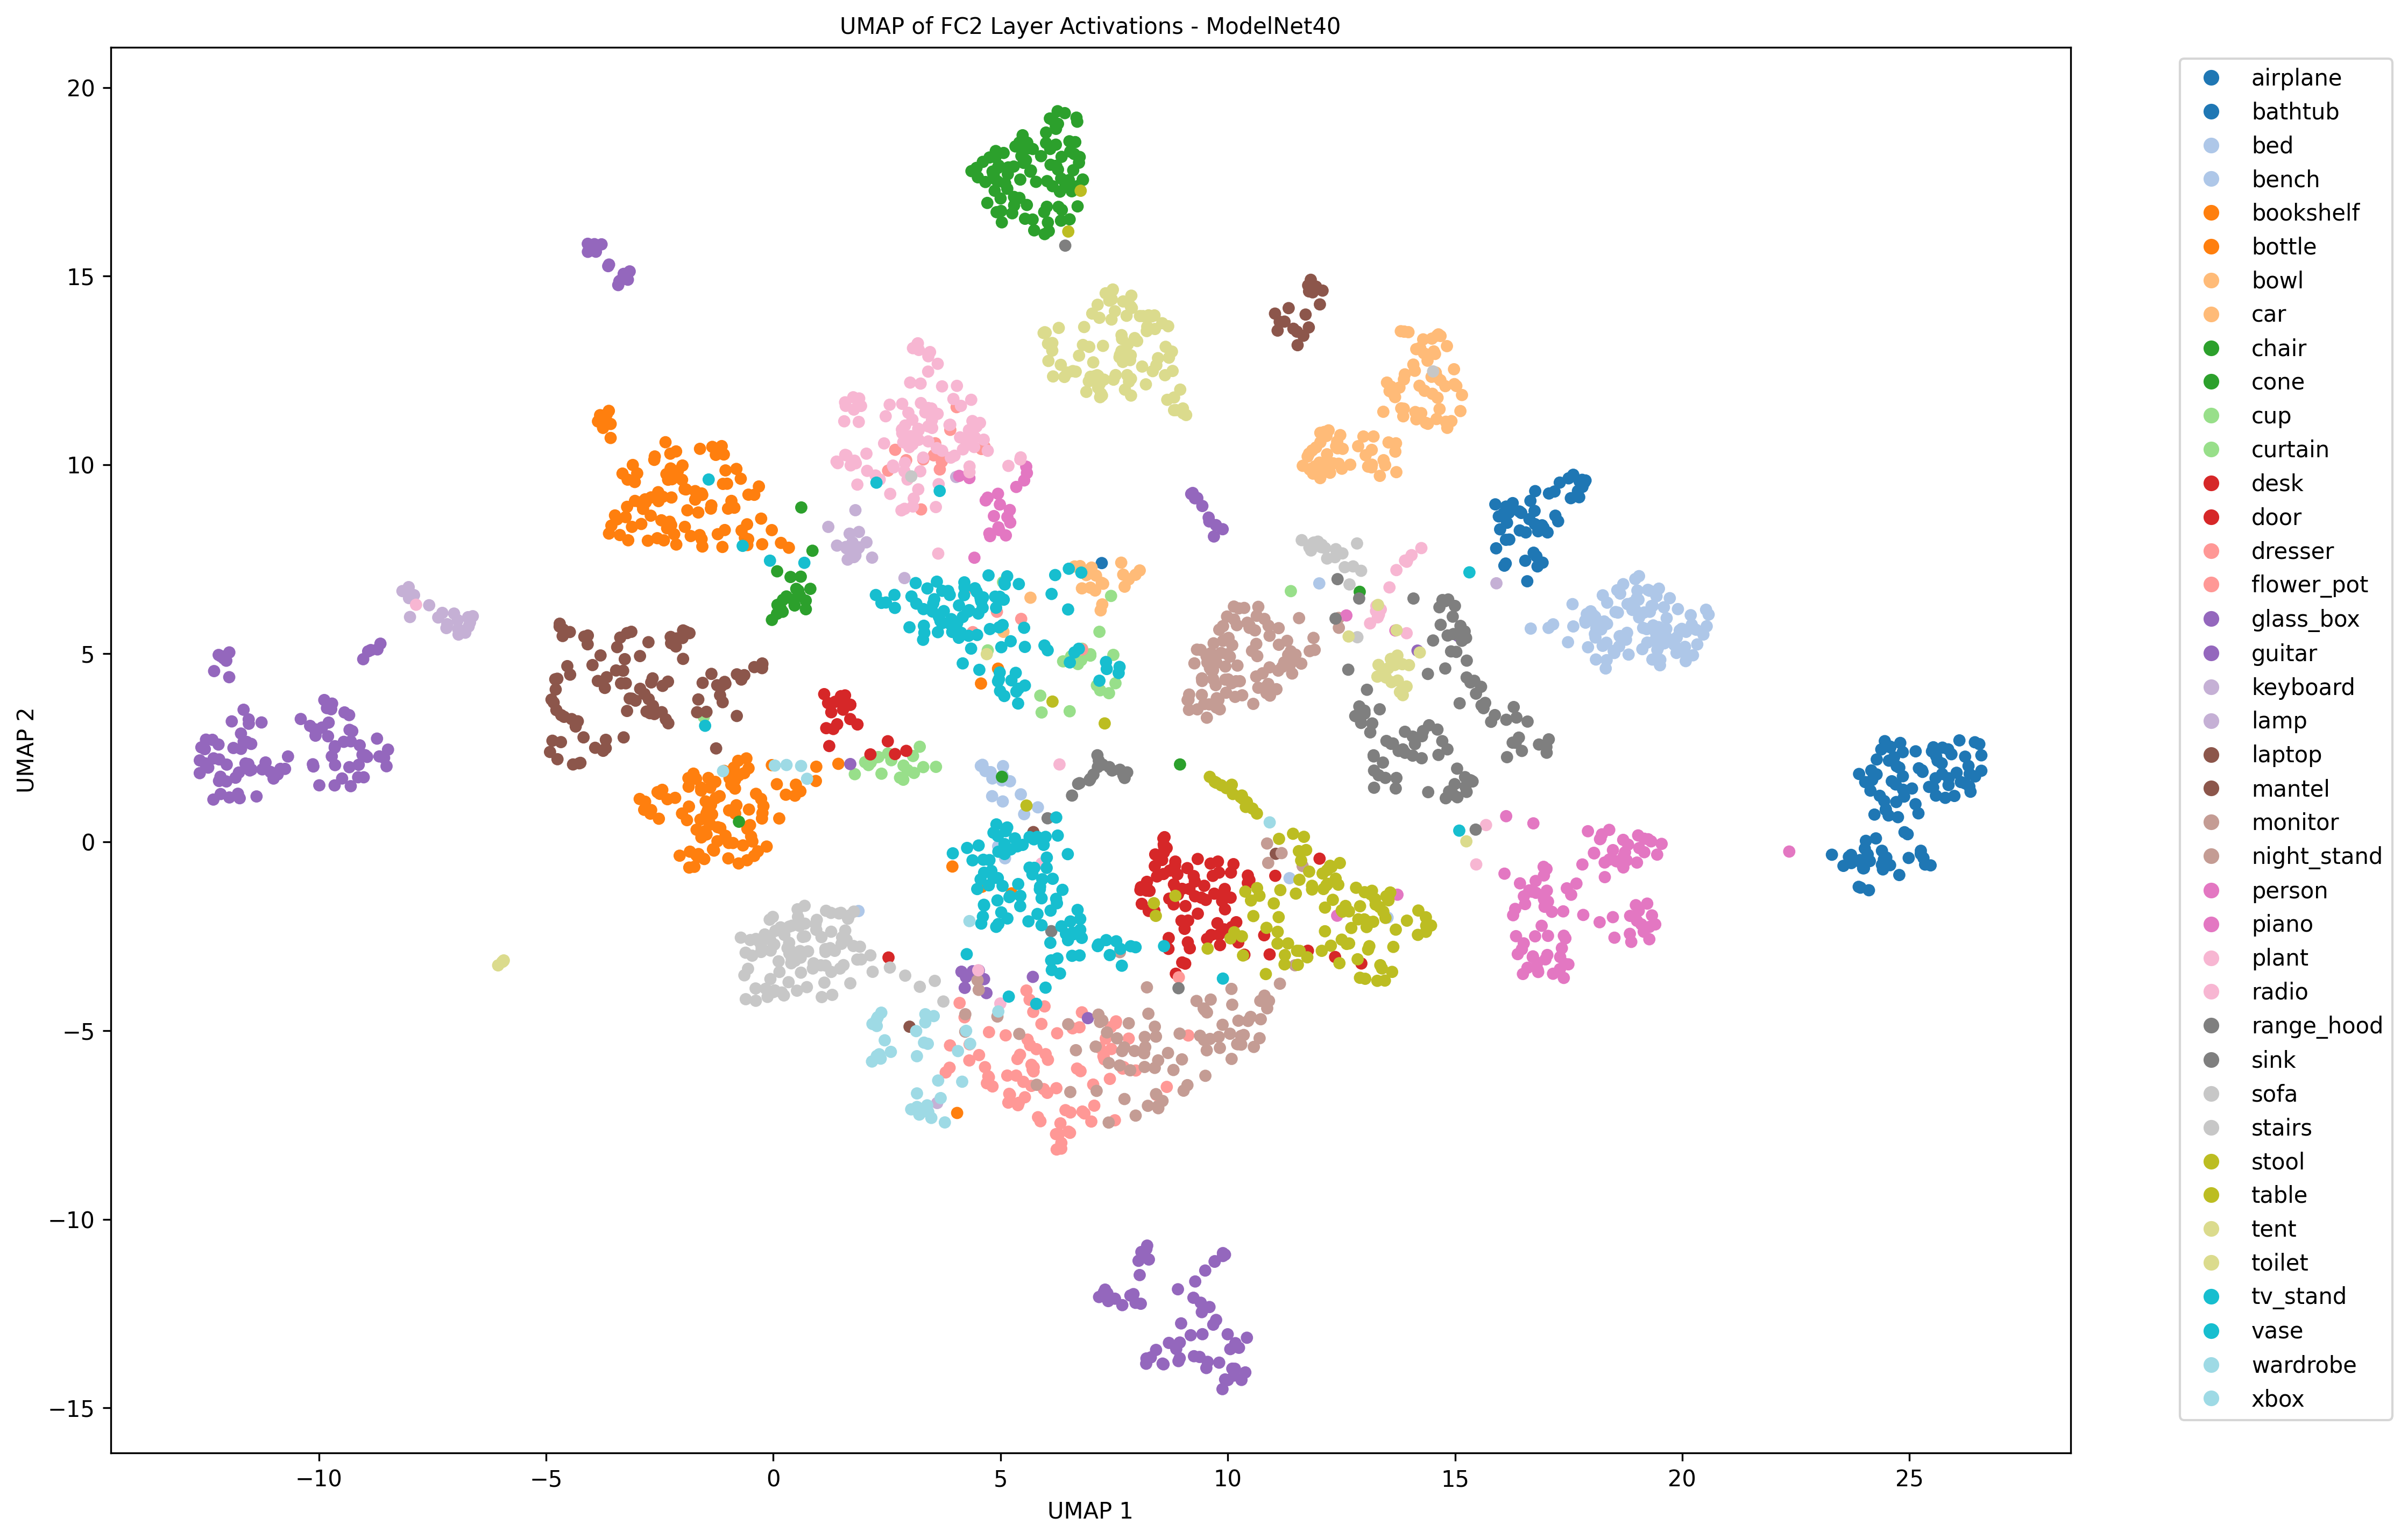 UMAP of FC2 Layer Activations - ModelNet40
20
15
10
5
0
−5
−10
−15
UMAP 2
−10
−5
0
5
10
15
20
25
UMAP 1
airplane
bathtub
bed
bench
bookshelf
bottle
bowl
car
chair
cone
cup
curtain
desk
door
dresser
flower_pot
glass_box
guitar
keyboard
lamp
laptop
mantel
monitor
night_stand
person
piano
plant
radio
range_hood
sink
sofa
stairs
stool
table
tent
toilet
tv_stand
vase
wardrobe
xbox